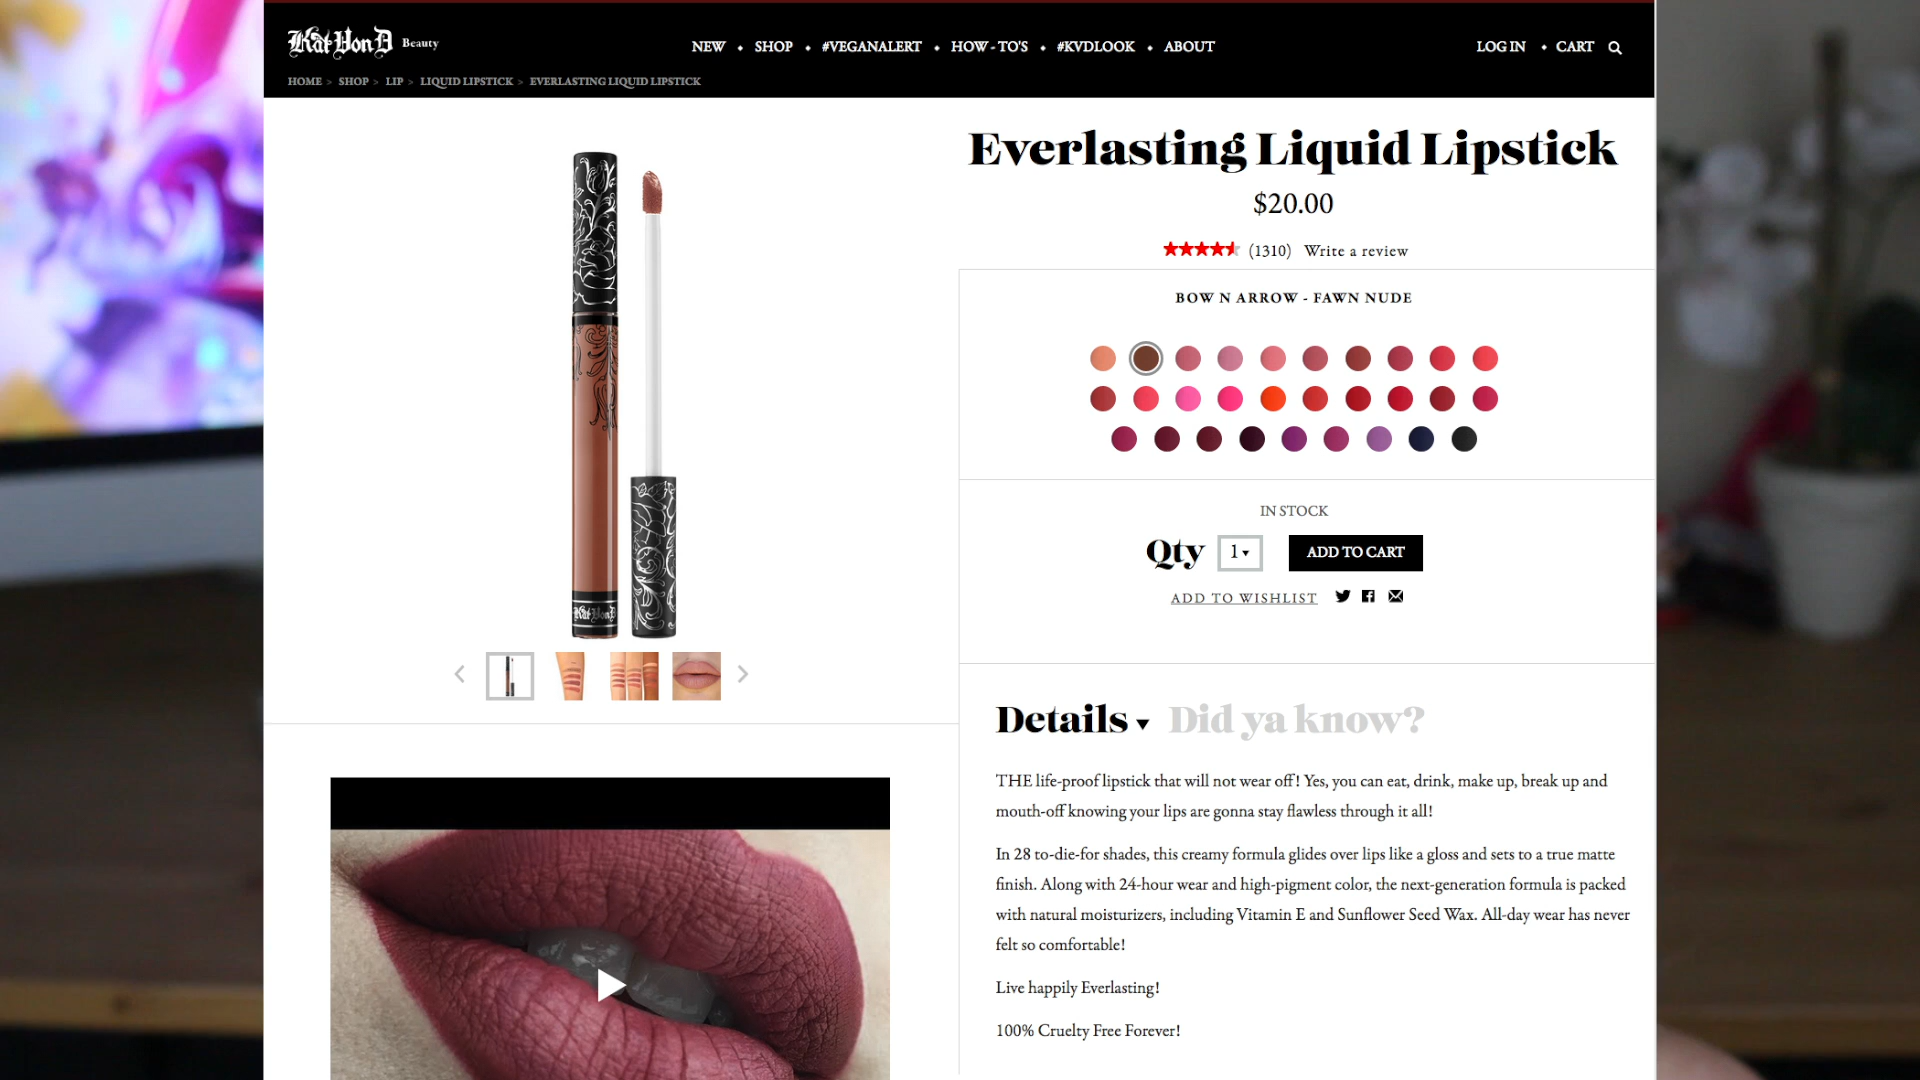 Kat Von D Beauty
NEW • SHOP • #VEGANALERT • HOW - TO'S • #KVDLOOK • ABOUT
LOG IN • CART
HOME > SHOP > LIP > LIQUID LIPSTICK > EVERLASTING LIQUID LIPSTICK
Everlasting Liquid Lipstick
$20.00
(1310) Write a review
BOW N ARROW - FAWN NUDE
IN STOCK
Qty 1 ADD TO CART
ADD TO WISHLIST
Kat Von D
Details Did ya know?
THE life-proof lipstick that will not wear off! Yes, you can eat, drink, make up, break up and
mouth-off knowing your lips are gonna stay flawless through it all!
In 28 to-die-for shades, this creamy formula glides over lips like a gloss and sets to a true matte
finish. Along with 24-hour wear and high-pigment color, the next-generation formula is packed
with natural moisturizers, including Vitamin E and Sunflower Seed Wax. All-day wear has never
felt so comfortable!
Live happily Everlasting!
100% Cruelty Free Forever!